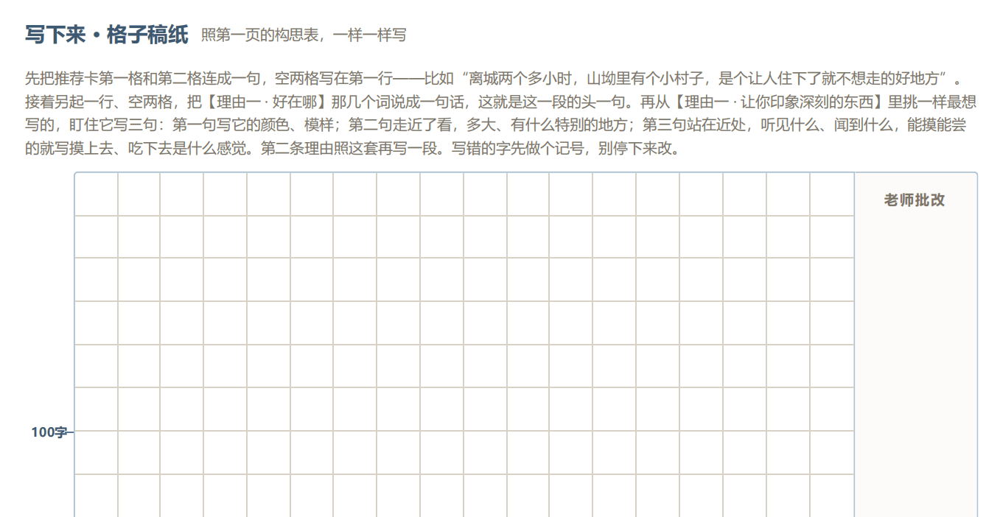 写下来·格子稿纸 照第一页的构思表，一样一样写
先把推荐卡第一格和第二格连成一句，空两格写在第一行——比如“离城两个多小时，山坳里有个小村子，是个让人住下了就不想走的好地方”。
接着另起一行、空两格，把【理由一·好在哪】那几个词说成一句话，这就是这一段的头一句。再从【理由一·让你印象深刻的东西】里挑一样最想
写的，盯住它写三句：第一句写它的颜色、模样；第二句走近了看，多大、有什么特别的地方；第三句站在近处，听见什么、闻到什么，能摸能尝
的就写摸上去、吃下去是什么感觉。第二条理由照这套再写一段。写错的字先做个记号，别停下来改。
老师批改
100字